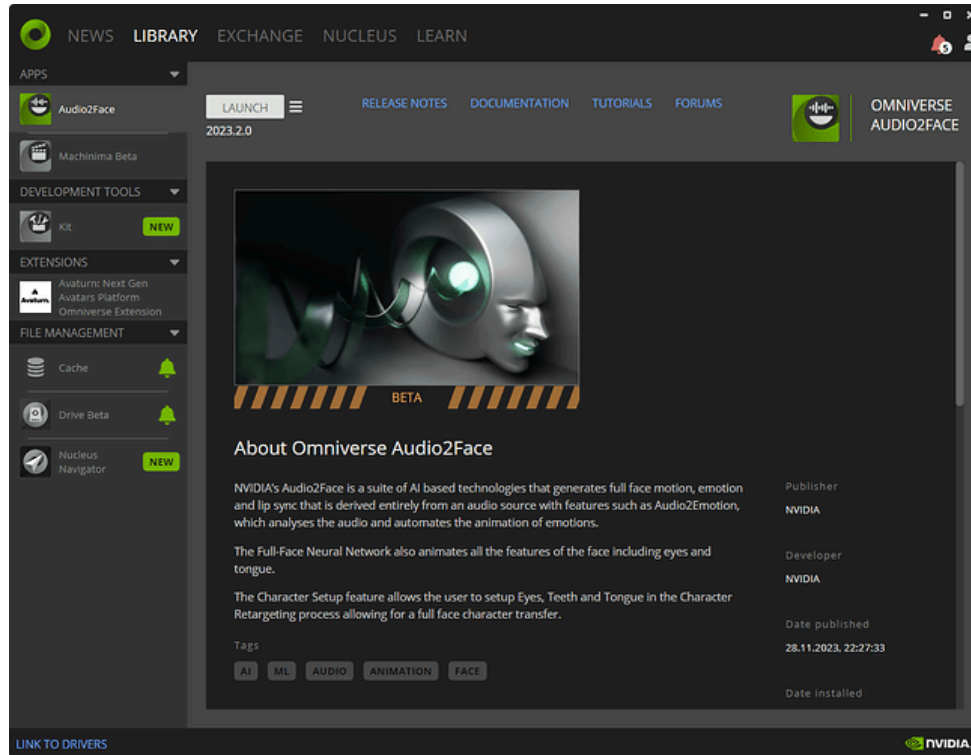 NEWS LIBRARY EXCHANGE NUCLEUS LEARN
5
APPS
Audio2Face
Machinima Beta
DEVELOPMENT TOOLS
Kit NEW
EXTENSIONS
Avaturn.
Avaturn: Next Gen
Avatars Platform
Omniverse Extension
FILE MANAGEMENT
Cache
Drive Beta
Nucleus
Navigator
NEW
LAUNCH
2023.2.0
RELEASE NOTES DOCUMENTATION TUTORIALS FORUMS
OMNIVERSE
AUDIO2FACE
BETA
About Omniverse Audio2Face
NVIDIA's Audio2Face is a suite of AI based technologies that generates full face motion, emotion
and lip sync that is derived entirely from an audio source with features such as Audio2Emotion,
which analyses the audio and automates the animation of emotions.
The Full-Face Neural Network also animates all the features of the face including eyes and
tongue.
The Character Setup feature allows the user to setup Eyes, Teeth and Tongue in the Character
Retargeting process allowing for a full face character transfer.
Tags
AI ML AUDIO ANIMATION FACE
Publisher
NVIDIA
Developer
NVIDIA
Date published
28.11.2023, 22:27:33
Date installed
LINK TO DRIVERS
NVIDIA